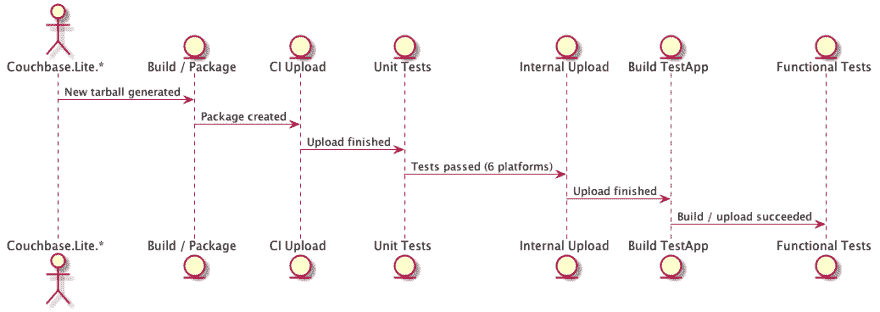 Couchbase.Lite.*
Build / Package
CI Upload
Unit Tests
Internal Upload
Build TestApp
Functional Tests
New tarball generated
Package created
Upload finished
Tests passed (6 platforms)
Upload finished
Build / upload succeeded
Couchbase.Lite.*
Build / Package
CI Upload
Unit Tests
Internal Upload
Build TestApp
Functional Tests